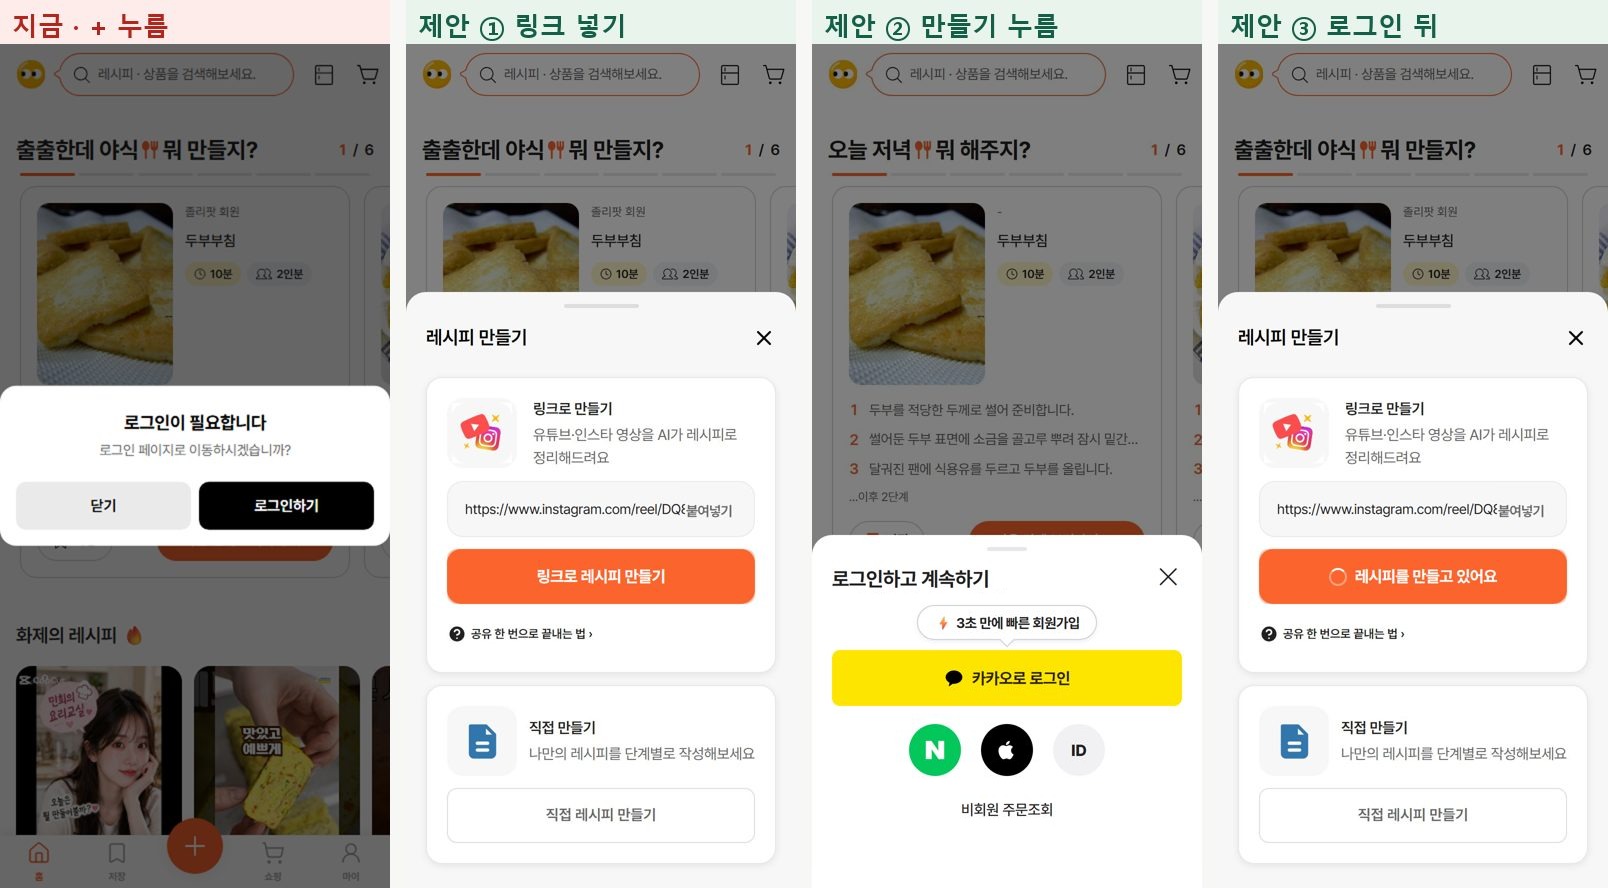 지금 · + 누름
레시피 · 상품을 검색해보세요.
출출한데 야식 뭐 만들지?
1 / 6
졸리팟 회원
두부부침
10분
2인분
로그인이 필요합니다
로그인 페이지로 이동하시겠습니까?
닫기
로그인하기
화제의 레시피
민희의
요리교실
오늘은
뭘 만들어볼까?
맛있고
예쁘게
홈
저장
쇼핑
마이
제안 ① 링크 넣기
레시피 · 상품을 검색해보세요.
출출한데 야식 뭐 만들지?
1 / 6
졸리팟 회원
두부부침
10분
2인분
레시피 만들기
링크로 만들기
유튜브·인스타 영상을 AI가 레시피로
정리해드려요
https://www.instagram.com/reel/DQ
붙여넣기
링크로 레시피 만들기
? 공유 한 번으로 끝내는 법 ›
직접 만들기
나만의 레시피를 단계별로 작성해보세요
직접 레시피 만들기
제안 ② 만들기 누름
레시피 · 상품을 검색해보세요.
오늘 저녁 뭐 해주지?
1 / 6
-
두부부침
10분
2인분
1 두부를 적당한 두께로 썰어 준비합니다.
2 썰어둔 두부 표면에 소금을 골고루 뿌려 잠시 밑간...
3 달궈진 팬에 식용유를 두르고 두부를 올립니다.
...이후 2단계
로그인하고 계속하기
3초 만에 빠른 회원가입
카카오로 로그인
N
ID
비회원 주문조회
제안 ③ 로그인 뒤
레시피 · 상품을 검색해보세요.
출출한데 야식 뭐 만들지?
1 / 6
졸리팟 회원
두부부침
10분
2인분
레시피 만들기
링크로 만들기
유튜브·인스타 영상을 AI가 레시피로
정리해드려요
https://www.instagram.com/reel/DQ
붙여넣기
레시피를 만들고 있어요
? 공유 한 번으로 끝내는 법 ›
직접 만들기
나만의 레시피를 단계별로 작성해보세요
직접 레시피 만들기